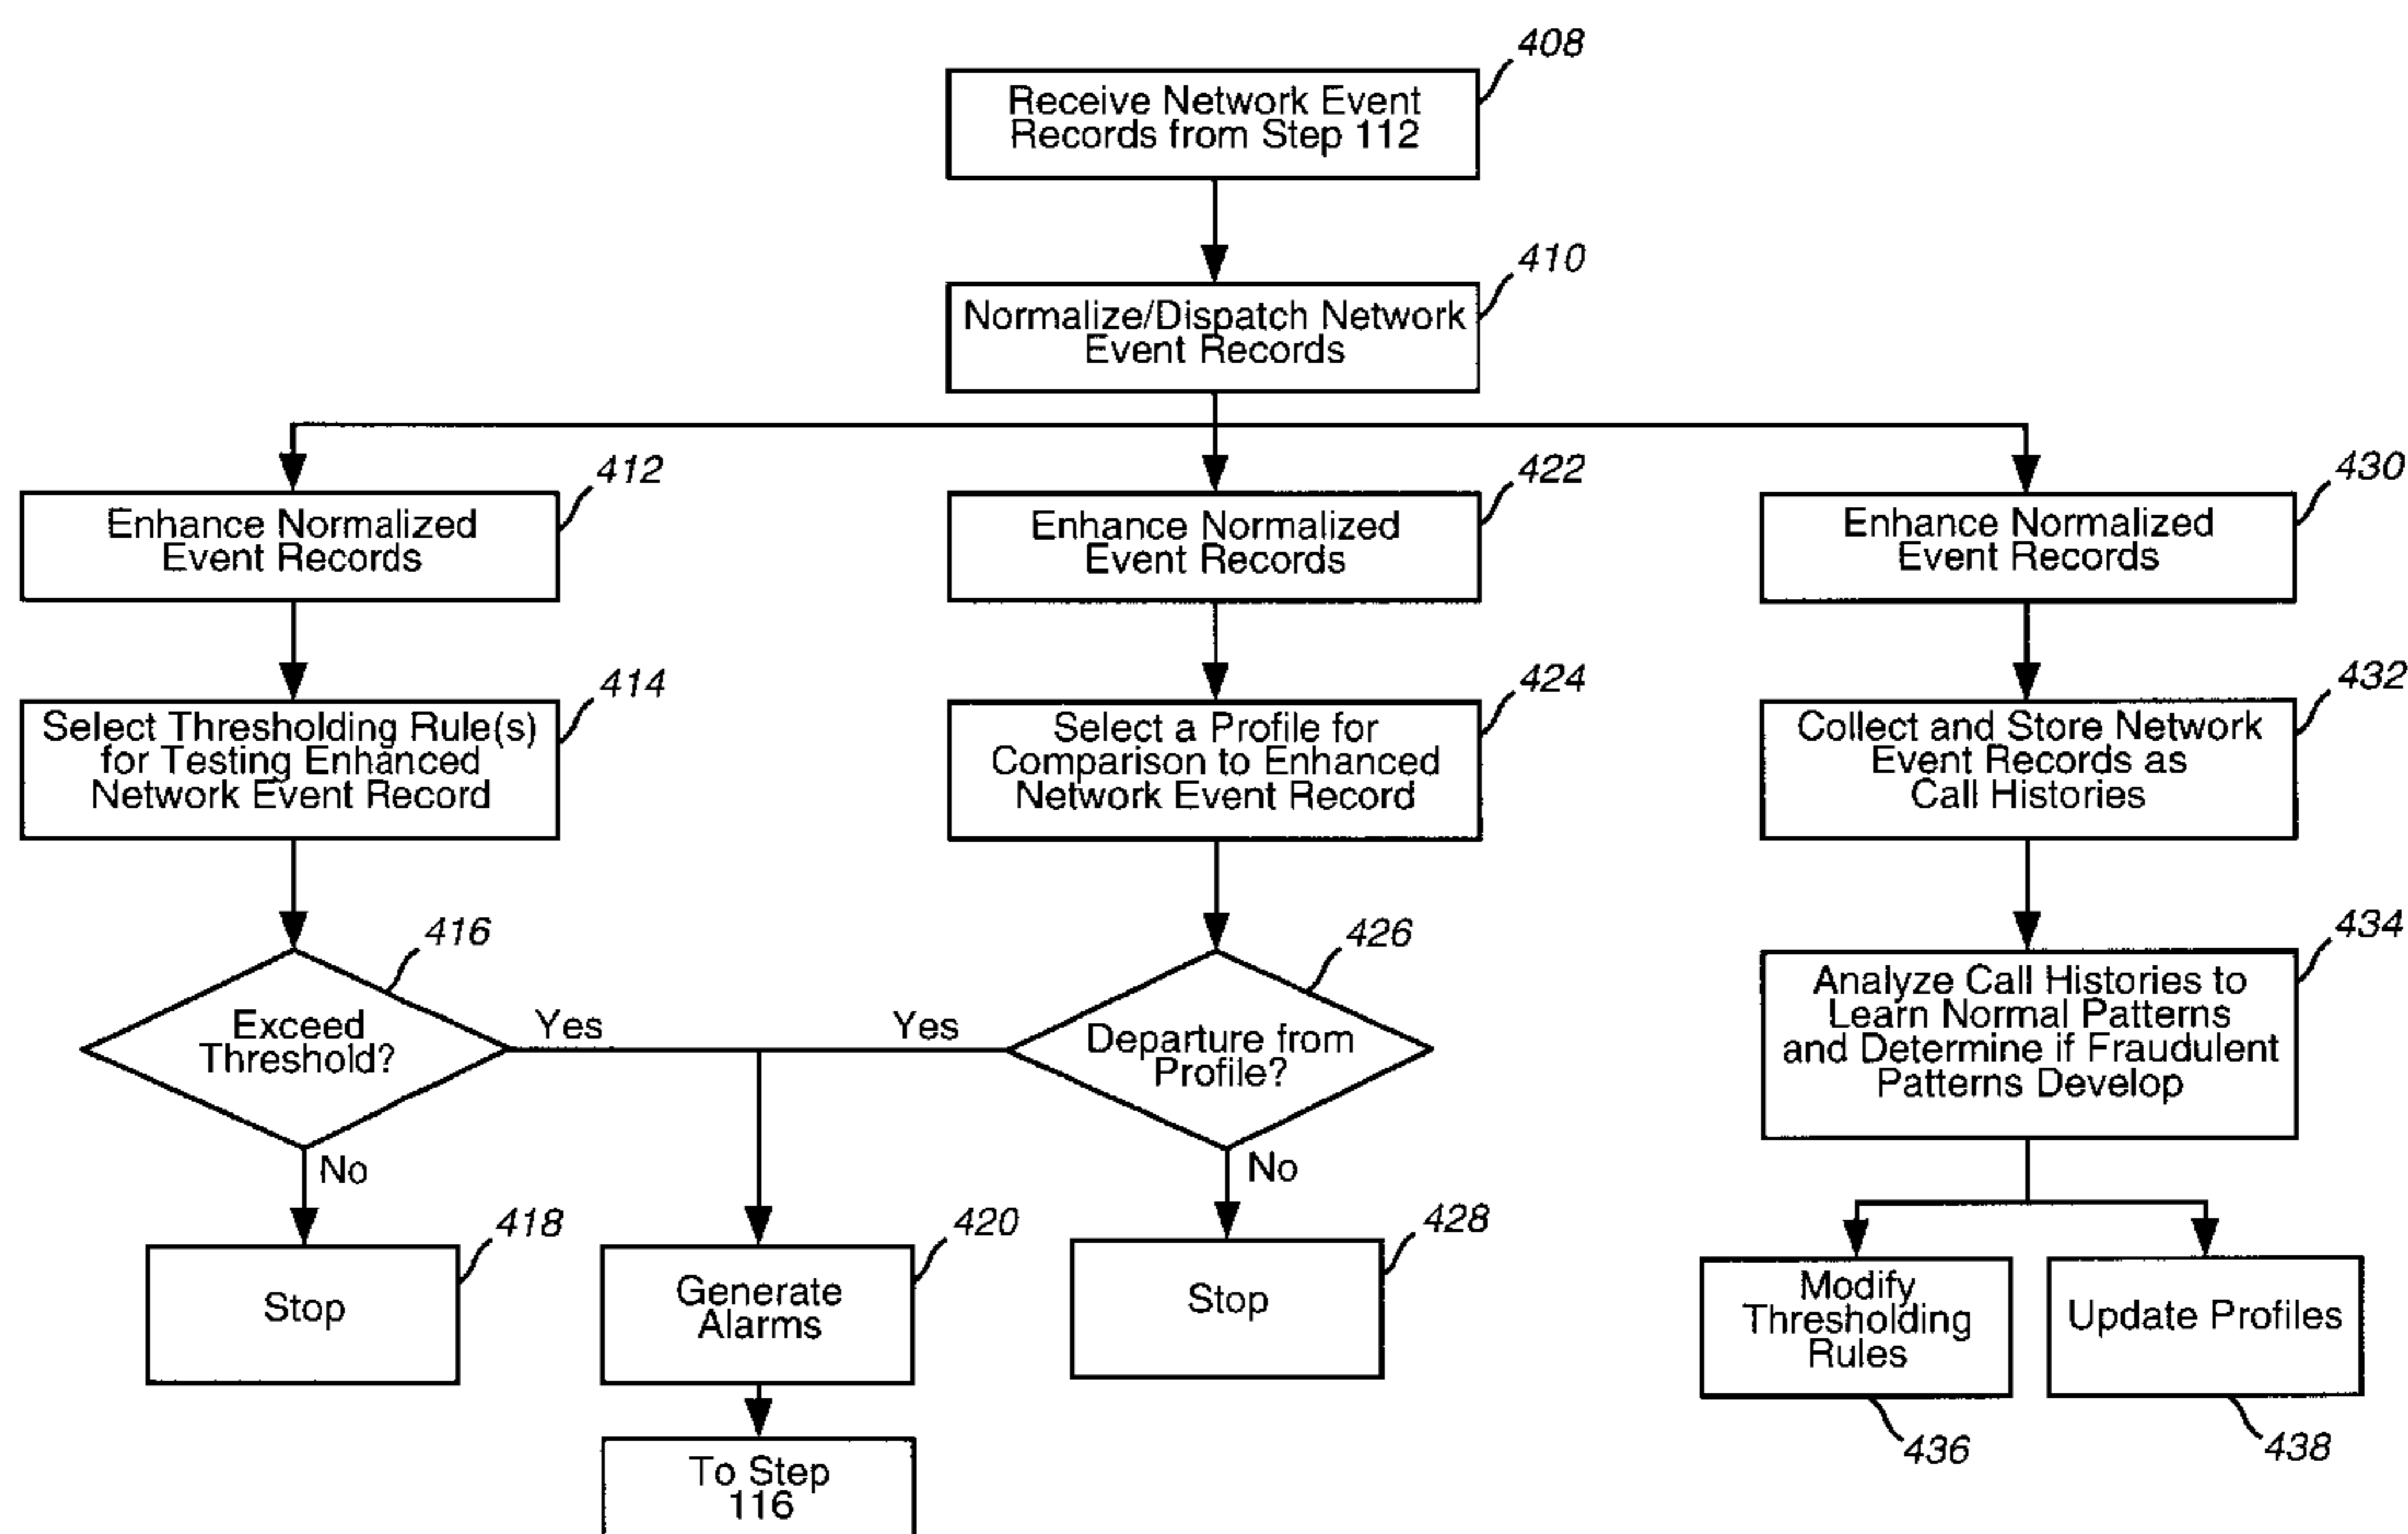 408
Receive Network Event
Records from Step 112
410
Normalize/Dispatch Network
Event Records
412
Enhance Normalized
Event Records
422
Enhance Normalized
Event Records
430
Enhance Normalized
Event Records
414
Select Thresholding Rule(s)
for Testing Enhanced
Network Event Record
424
Select a Profile for
Comparison to Enhanced
Network Event Record
432
Collect and Store Network
Event Records as
Call Histories
416
Exceed
Threshold?
Yes
No
426
Departure from
Profile?
Yes
No
434
Analyze Call Histories to
Learn Normal Patterns
and Determine if Fraudulent
Patterns Develop
418
Stop
420
Generate
Alarms
428
Stop
Modify
Thresholding
Rules
436
Update Profiles
438
To Step
116